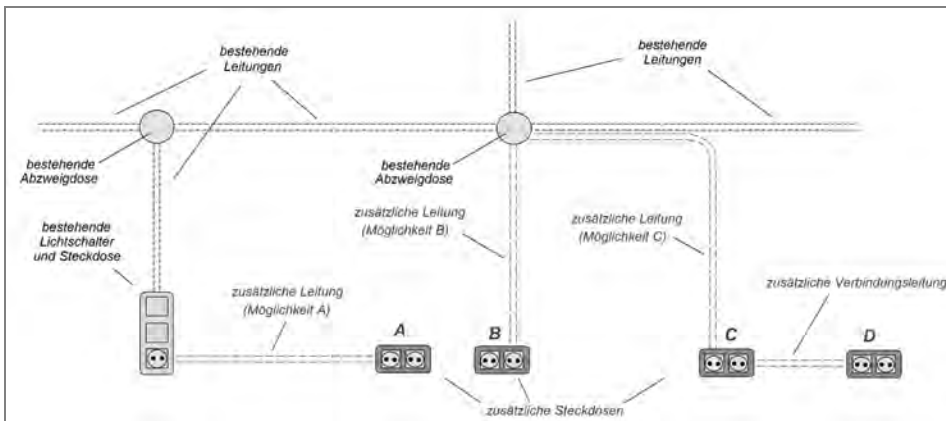 bestehende
Leitungen
bestehende
Leitungen
bestehende
Abzweigdose
bestehende
Abzweigdose
bestehende
Lichtschalter
und Steckdose
zusätzliche Leitung
(Möglichkeit B)
zusätzliche Leitung
(Möglichkeit C)
zusätzliche Leitung
(Möglichkeit A)
zusätzliche Verbindungsleitung
A
B
C
D
zusätzliche Steckdosen